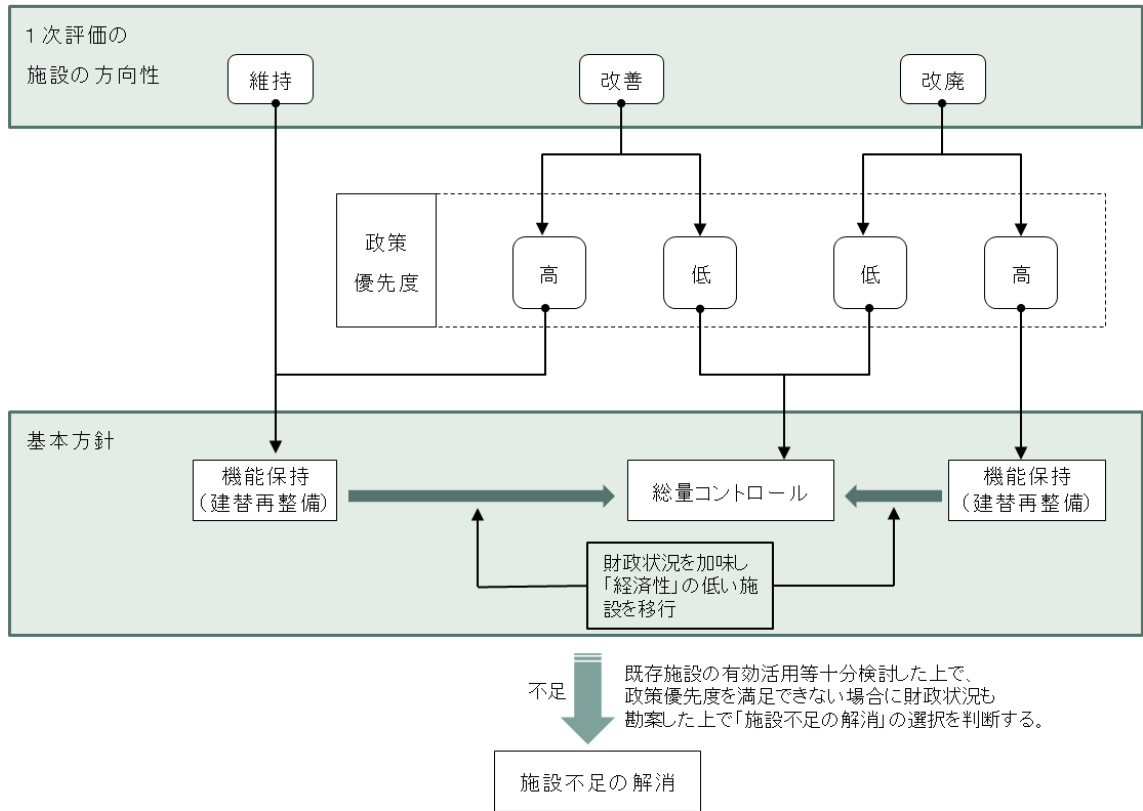 1次評価の
施設の方向性
維持
改善
改廃
政策
優先度
高
低
低
高
基本方針
機能保持
(建替再整備)
総量コントロール
機能保持
(建替再整備)
財政状況を加味し
「経済性」の低い施
設を移行
不足
既存施設の有効活用等十分検討した上で、
政策優先度を満足できない場合に財政状況も
勘案した上で「施設不足の解消」の選択を判断する。
施設不足の解消